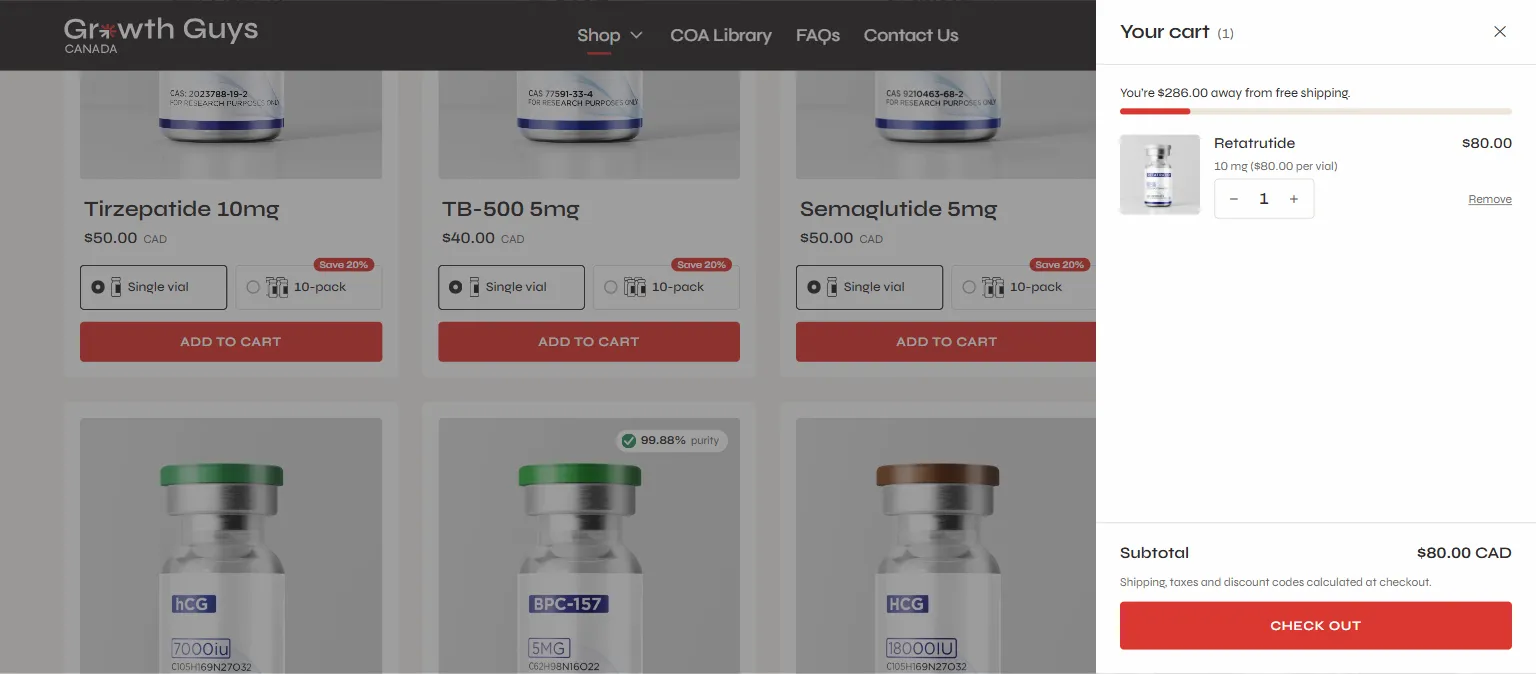 Growth Guys
CANADA
Shop
COA Library
FAQs
Contact Us
CAS: 2023788-19-2
FOR RESEARCH PURPOSES ONLY
CAS 77591-33-4
FOR RESEARCH PURPOSES ONLY
CAS 9210463-68-2
FOR RESEARCH PURPOSES ONLY
Tirzepatide 10mg
$50.00 CAD
Single vial
10-pack
Save 20%
ADD TO CART
TB-500 5mg
$40.00 CAD
Single vial
10-pack
Save 20%
ADD TO CART
Semaglutide 5mg
$50.00 CAD
Single vial
10-pack
Save 20%
ADD TO CART
hCG
7000iu
C105H169N27O32
99.88% purity
BPC-157
5MG
C62H98N16O22
HCG
18000IU
C105H169N27O32
Your cart (1)
You're $286.00 away from free shipping.
Retatrutide
$80.00
10 mg ($80.00 per vial)
− 1 +
Remove
Subtotal
$80.00 CAD
Shipping, taxes and discount codes calculated at checkout.
CHECK OUT